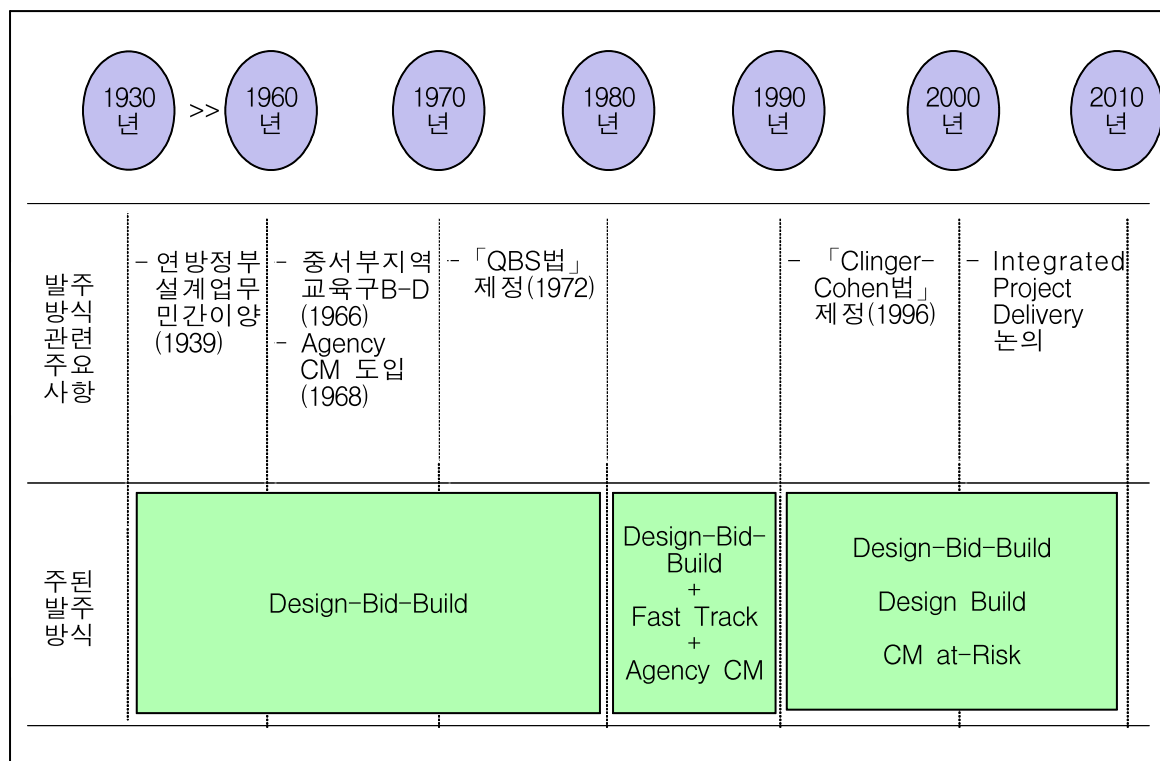 1930
년
>>
1960
년
1970
년
1980
년
1990
년
2000
년
2010
년
발주
방식
관련
주요
사항
- 연방정부
설계업무
민간이양
(1939)
- 중서부지역
교육구B-D
(1966)
- Agency
CM 도입
(1968)
- 「QBS법」
제정(1972)
- 「Clinger-
Cohen법」
제정(1996)
- Integrated
Project
Delivery
논의
주된
발주
방식
Design-Bid-Build
Design-Bid-
Build
+
Fast Track
+
Agency CM
Design-Bid-Build
Design Build
CM at-Risk